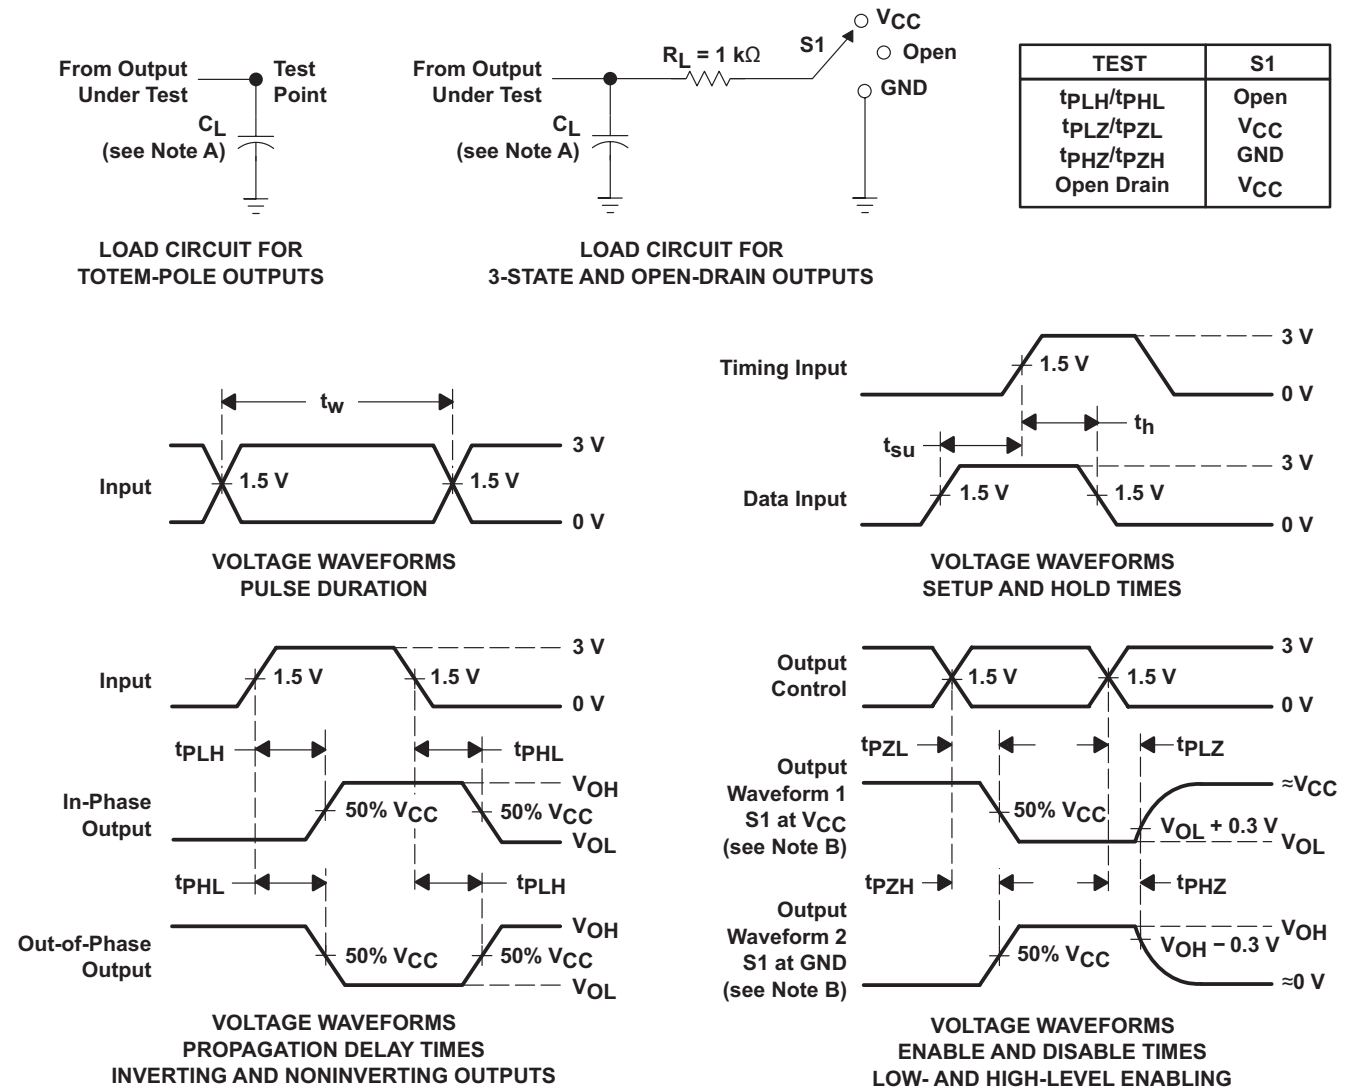 From Output
Under Test
Test
Point
CL
(see Note A)
LOAD CIRCUIT FOR
TOTEM-POLE OUTPUTS
From Output
Under Test
RL = 1 kΩ
S1
VCC
Open
GND
CL
(see Note A)
LOAD CIRCUIT FOR
3-STATE AND OPEN-DRAIN OUTPUTS
TEST S1
tPLH/tPHL Open
tPLZ/tPZL VCC
tPHZ/tPZH GND
Open Drain VCC
tw
3 V
Input
1.5 V
1.5 V
0 V
VOLTAGE WAVEFORMS
PULSE DURATION
3 V
Timing Input
1.5 V
0 V
th
tsu
3 V
Data Input
1.5 V
1.5 V
0 V
VOLTAGE WAVEFORMS
SETUP AND HOLD TIMES
3 V
Input
1.5 V
1.5 V
0 V
tPLH
tPHL
VOH
In-Phase
Output
50% VCC
50% VCC
VOL
tPHL
tPLH
VOH
Out-of-Phase
Output
50% VCC
50% VCC
VOL
VOLTAGE WAVEFORMS
PROPAGATION DELAY TIMES
INVERTING AND NONINVERTING OUTPUTS
3 V
Output
Control
1.5 V
1.5 V
0 V
tPZL
tPLZ
Output
Waveform 1
S1 at VCC
(see Note B)
≈VCC
50% VCC
VOL + 0.3 V
VOL
tPZH
tPHZ
Output
Waveform 2
S1 at GND
(see Note B)
VOH
50% VCC
VOH − 0.3 V
≈0 V
VOLTAGE WAVEFORMS
ENABLE AND DISABLE TIMES
LOW- AND HIGH-LEVEL ENABLING